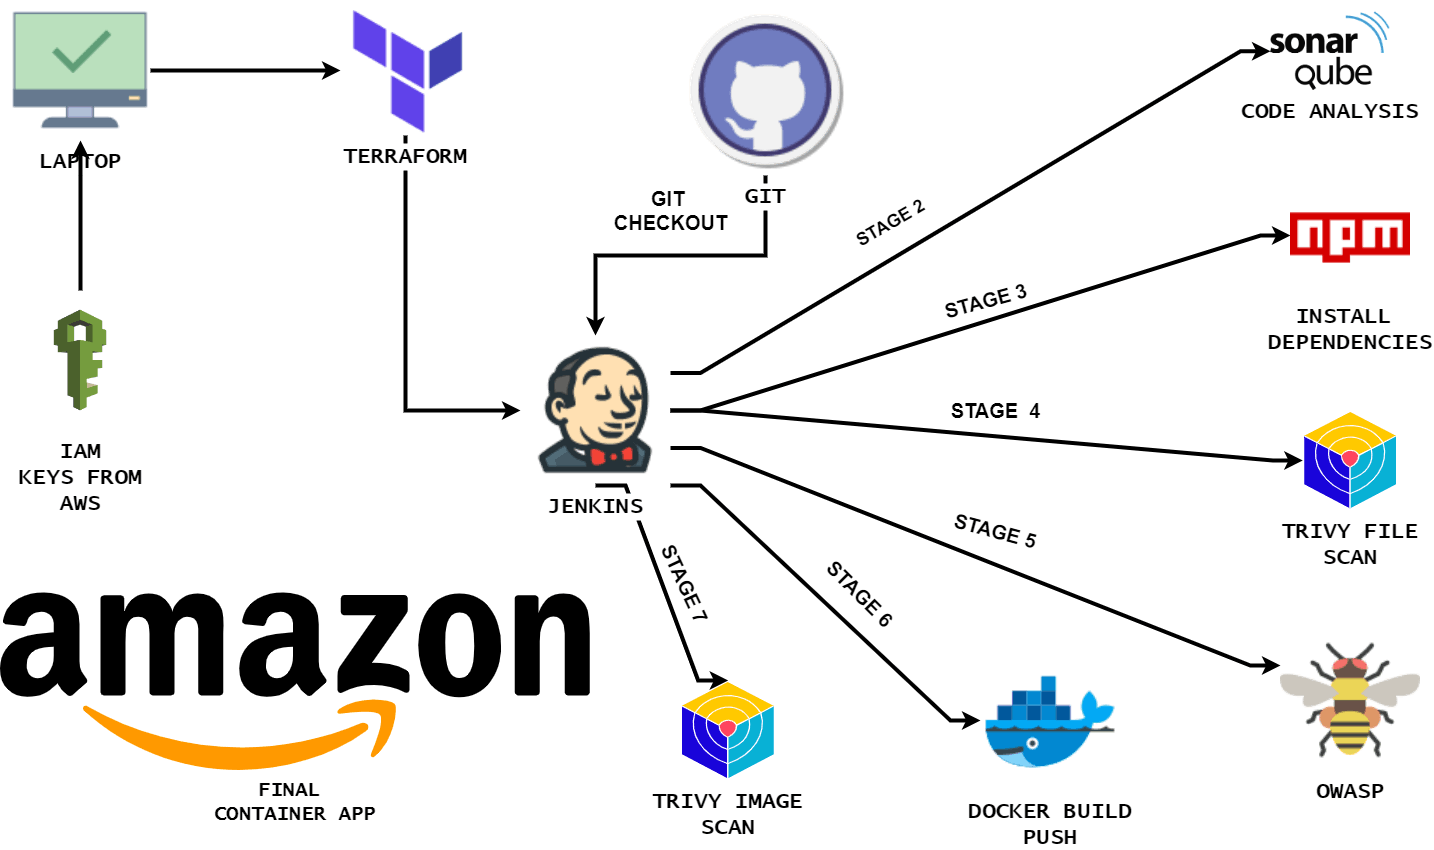 LAPTOP
TERRAFORM
GIT
GIT
CHECKOUT
sonar
qube
CODE ANALYSIS
STAGE 2
npm
INSTALL
DEPENDENCIES
STAGE 3
STAGE 4
TRIVY FILE
SCAN
IAM
KEYS FROM
AWS
JENKINS
STAGE 5
STAGE 6
STAGE 7
amazon
FINAL
CONTAINER APP
TRIVY IMAGE
SCAN
DOCKER BUILD
PUSH
OWASP